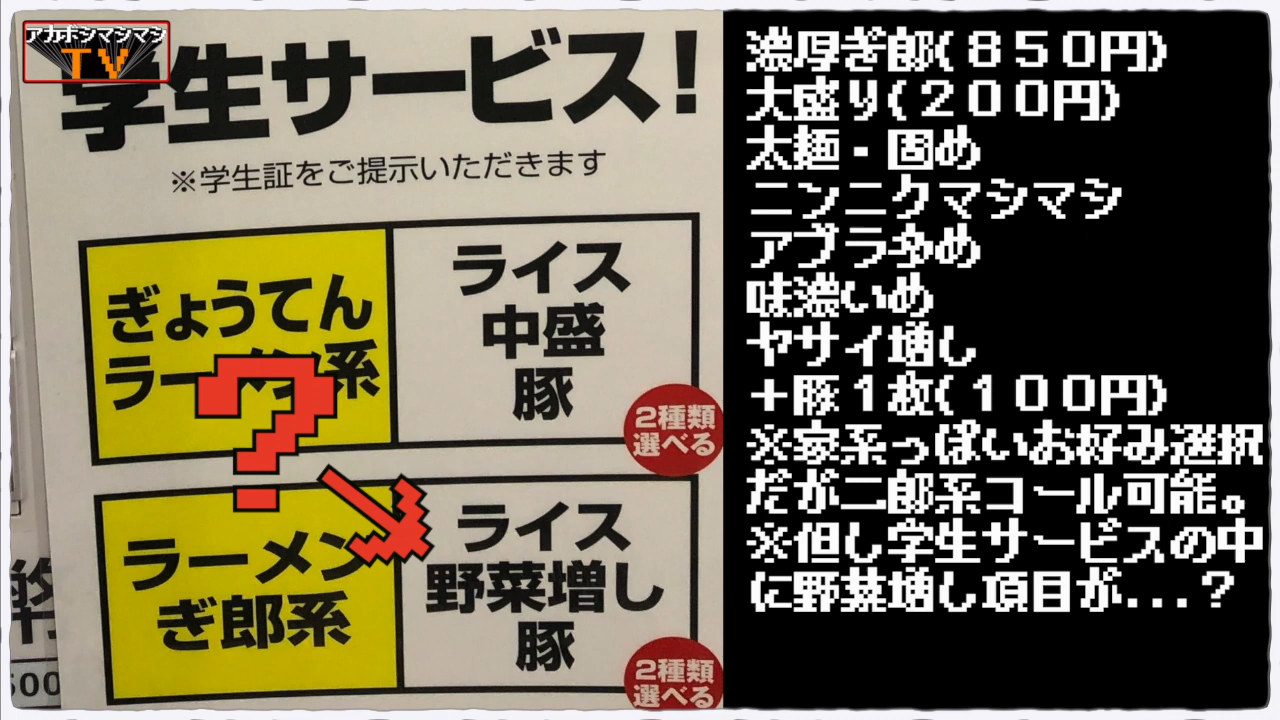 アカボシマシマシ
TV
学生サービス!
※学生証をご提示いただきます
ぎょうてん
ラーメン系
ライス
中盛
豚
2種類
選べる
?
ラーメン
ぎ郎系
ライス
野菜増し
豚
2種類
選べる
500
濃厚ぎ郎(850円)
大盛り(200円)
太麺・固め
ニンニクマシマシ
アブラ多め
味濃いめ
ヤサイ増し
+豚1枚(100円)
※家系っぽいお好み選択
だが二郎系コール可能。
※但し学生サービスの中
に野菜増し項目が...?